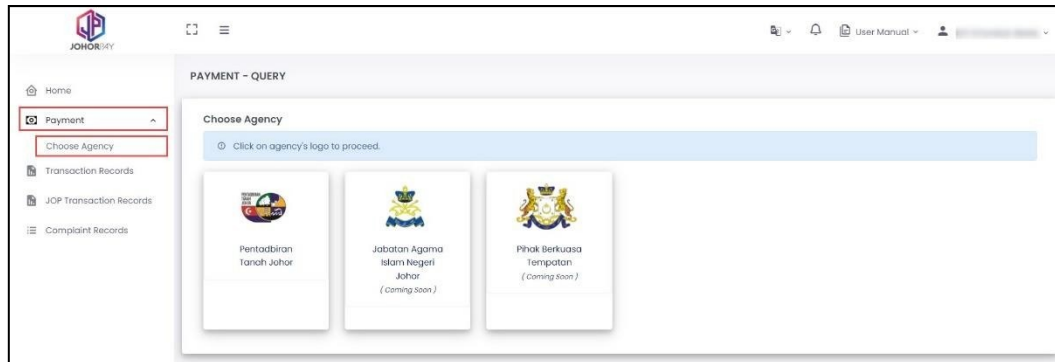 JOHORPAY
User Manual
Home
Payment
Choose Agency
Transaction Records
JOP Transaction Records
Complaint Records
PAYMENT - QUERY
Choose Agency
Click on agency's logo to proceed.
Pentadbiran
Tanah Johor
Jabatan Agama
Islam Negeri
Johor
( Coming Soon )
Pihak Berkuasa
Tempatan
( Coming Soon )